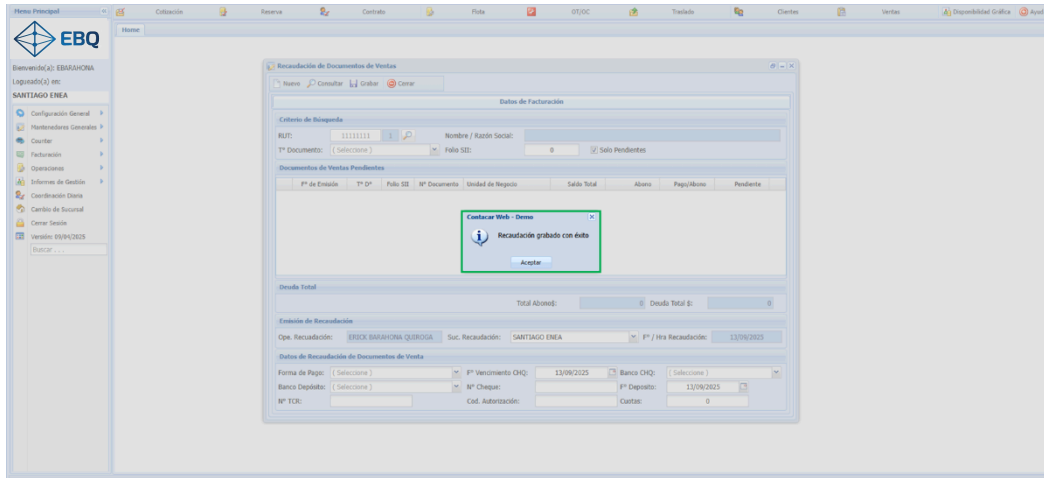 Menu Principal
Cotización
Reserva
Contrato
Flota
OT/OC
Traslado
Clientes
Ventas
Disponibilidad Gráfica
Ayud
EBQ
Home
Bienvenido(a): EBARAHONA
Logueado(a) en:
SANTIAGO ENEA
Configuración General
Mantenedores Generales
Counter
Facturación
Operaciones
Informes de Gestión
Coordinación Diaria
Cambio de Sucursal
Cerrar Sesión
Versión: 09/04/2025
Buscar . . .
Recaudación de Documentos de Ventas
Nuevo Consultar Grabar Cerrar
Datos de Facturación
Criterio de Búsqueda
RUT: 11111111 1 Nombre / Razón Social:
T° Documento: ( Seleccione ) Folio SII: 0 Solo Pendientes
Documentos de Ventas Pendientes
F° de Emisión T° D° Folio SII N° Documento Unidad de Negocio Saldo Total Abono Pago/Abono Pendiente
Contacar Web - Demo
Recaudación grabado con éxito
Aceptar
Deuda Total
Total Abono$: 0 Deuda Total $: 0
Emisión de Recaudación
Ope. Recuadación: ERICK BARAHONA QUIROGA Suc. Recaudación: SANTIAGO ENEA F° / Hra Recaudación: 13/09/2025
Datos de Recaudación de Documentos de Venta
Forma de Pago: ( Seleccione ) F° Vencimiento CHQ: 13/09/2025 Banco CHQ: ( Seleccione )
Banco Depósito: ( Seleccione ) N° Cheque: F° Deposito: 13/09/2025
N° TCR: Cod. Autorización: Cuotas: 0